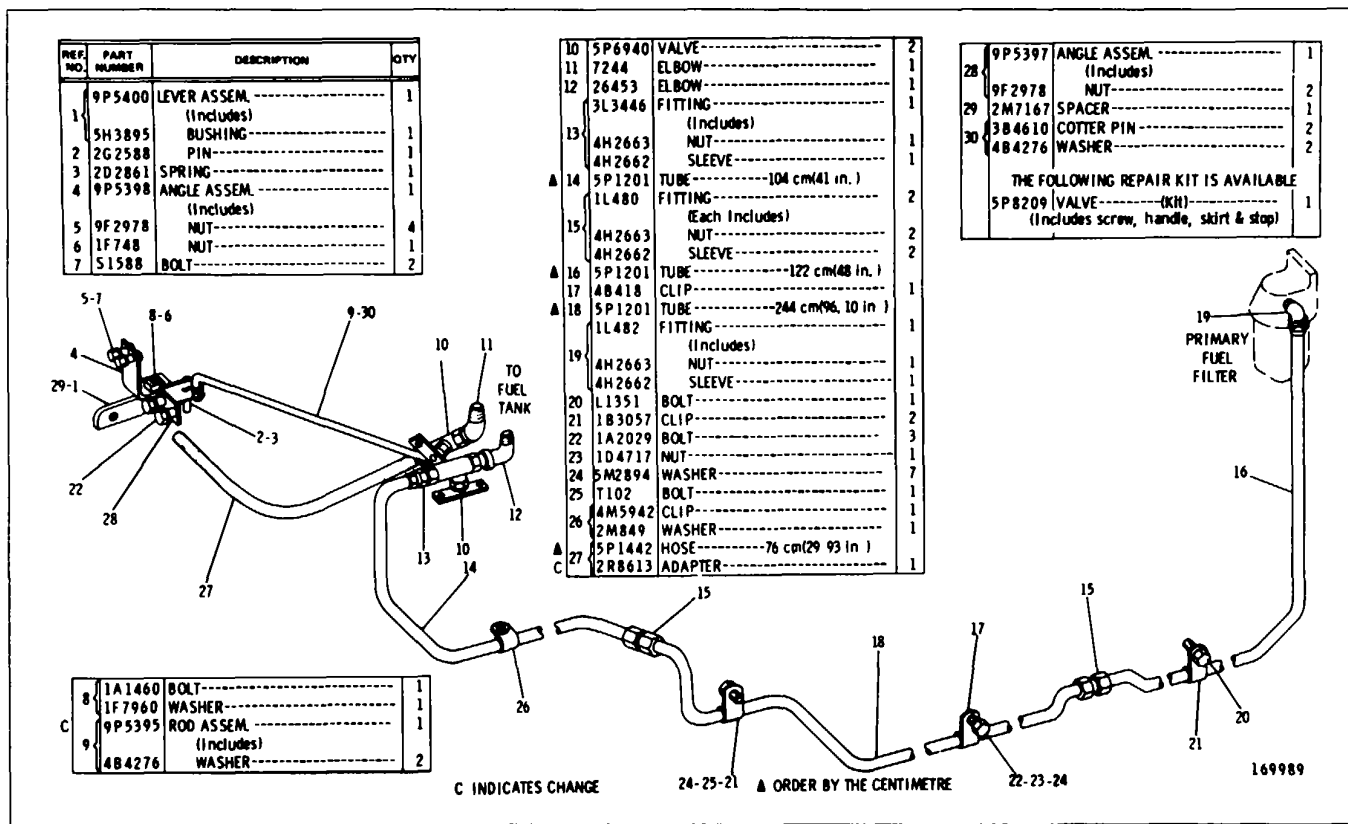 REF. NO. PART NUMBER DESCRIPTION QTY
1 9P5400 LEVER ASSEM. 1
(Includes)
5H3895 BUSHING 1
2 2G2588 PIN 1
3 2D2861 SPRING 1
4 9P5398 ANGLE ASSEM. 1
(Includes)
5 9F2978 NUT 4
6 1F748 NUT 1
7 S1588 BOLT 2
10 5P6940 VALVE 2
11 7244 ELBOW 1
12 26453 ELBOW 1
13 3L3446 FITTING 1
(Includes)
4H2663 NUT 1
4H2662 SLEEVE 1
▲ 14 5P1201 TUBE 104 cm(41 in.)
15 1L480 FITTING 2
(Each Includes)
4H2663 NUT 2
4H2662 SLEEVE 2
▲ 16 5P1201 TUBE 122 cm(48 in.)
17 4B418 CLIP 1
▲ 18 5P1201 TUBE 244 cm(96.10 in )
19 1L482 FITTING 1
(Includes)
4H2663 NUT 1
4H2662 SLEEVE 1
20 L1351 BOLT 1
21 1B3057 CLIP 2
22 1A2029 BOLT 3
23 1D4717 NUT 1
24 5M2894 WASHER 7
25 T102 BOLT 1
26 4M5942 CLIP 1
2M849 WASHER 1
▲ 27 5P1442 HOSE 76 cm(29 93 in )
C 2R8613 ADAPTER 1
28 9P5397 ANGLE ASSEM. 1
(Includes)
9F2978 NUT 2
29 2M7167 SPACER 1
30 3B4610 COTTER PIN 2
4B4276 WASHER 2
THE FOLLOWING REPAIR KIT IS AVAILABLE
5P8209 VALVE (Kit) 1
(Includes screw, handle, skirt & stop)
5-7
8-6
9-30
10
11
4
29-1
TO
FUEL
TANK
2-3
22
28
27
13
10
12
14
19
PRIMARY
FUEL
FILTER
16
15
15
17
18
26
20
21
24-25-21
22-23-24
8 1A1460 BOLT 1
1F7960 WASHER 1
C 9 9P5395 ROD ASSEM. 1
(Includes)
4B4276 WASHER 2
C INDICATES CHANGE
▲ ORDER BY THE CENTIMETRE
169989